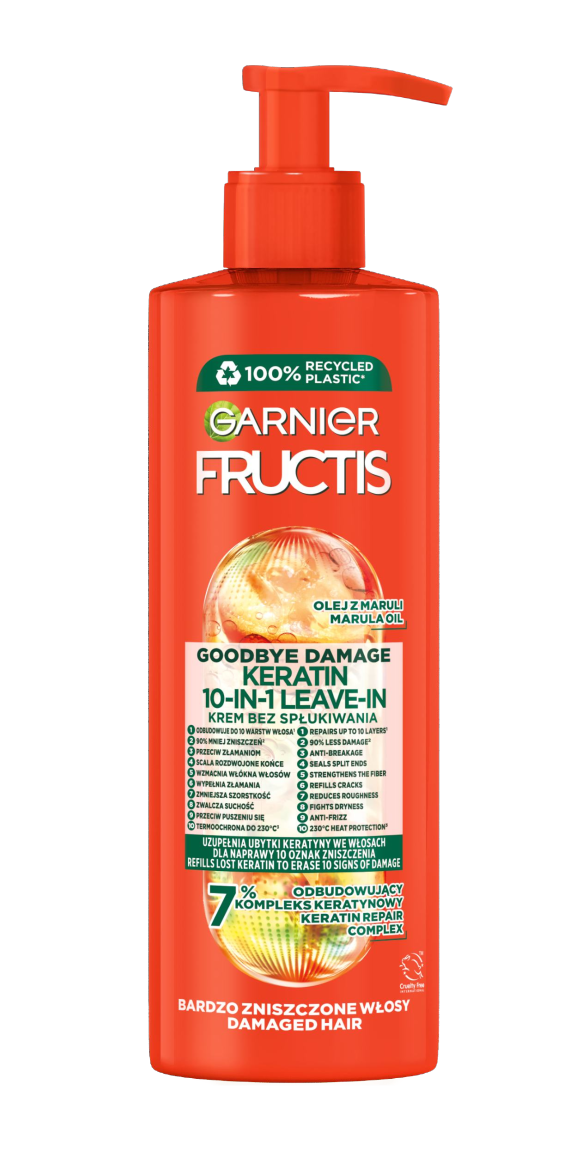 100% RECYCLED
PLASTIC*
GARNIER
FRUCTIS
OLEJ Z MARULI
MARULA OIL
GOODBYE DAMAGE
KERATIN
10-IN-1 LEAVE-IN
KREM BEZ SPŁUKIWANIA
1 ODBUDOWUJE DO 10 WARSTW WŁOSA¹
2 90% MNIEJ ZNISZCZEŃ²
3 PRZECIW ZŁAMANIOM
4 SCALA ROZDWOJONE KOŃCE
5 WZMACNIA WŁÓKNA WŁOSÓW
6 WYPEŁNIA ZŁAMANIA
7 ZMNIEJSZA SZORSTKOŚĆ
8 ZWALCZA SUCHOŚĆ
9 PRZECIW PUSZENIU SIĘ
10 TERMOOCHRONA DO 230°C³
1 REPAIRS UP TO 10 LAYERS¹
2 90% LESS DAMAGE²
3 ANTI-BREAKAGE
4 SEALS SPLIT ENDS
5 STRENGTHENS THE FIBER
6 REFILLS CRACKS
7 REDUCES ROUGHNESS
8 FIGHTS DRYNESS
9 ANTI-FRIZZ
10 230°C HEAT PROTECTION³
UZUPEŁNIA UBYTKI KERATYNY WE WŁOSACH
DLA NAPRAWY 10 OZNAK ZNISZCZENIA
REFILLS LOST KERATIN TO ERASE 10 SIGNS OF DAMAGE
7%
ODBUDOWUJĄCY
KOMPLEKS KERATYNOWY
KERATIN REPAIR
COMPLEX
Cruelty Free
INTERNATIONAL
BARDZO ZNISZCZONE WŁOSY
DAMAGED HAIR